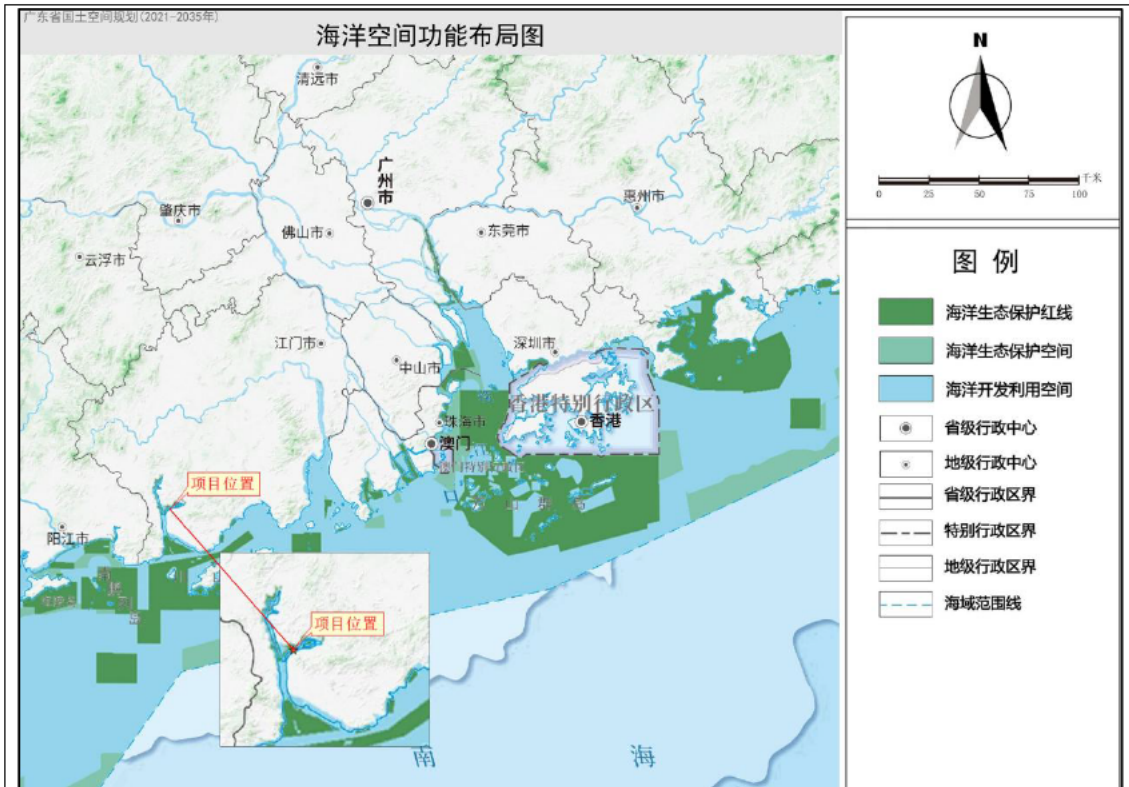 广东省国土空间规划(2021-2035年)
海洋空间功能布局图
清远市
广州市
肇庆市
惠州市
佛山市
东莞市
云浮市
江门市
深圳市
中山市
香港特别行政区
香港
珠海市
澳门
澳门特别行政区
项目位置
阳江市
项目位置
南海
N
千米
0 25 50 75 100
图例
海洋生态保护红线
海洋生态保护空间
海洋开发利用空间
省级行政中心
地级行政中心
省级行政区界
特别行政区界
地级行政区界
海域范围线